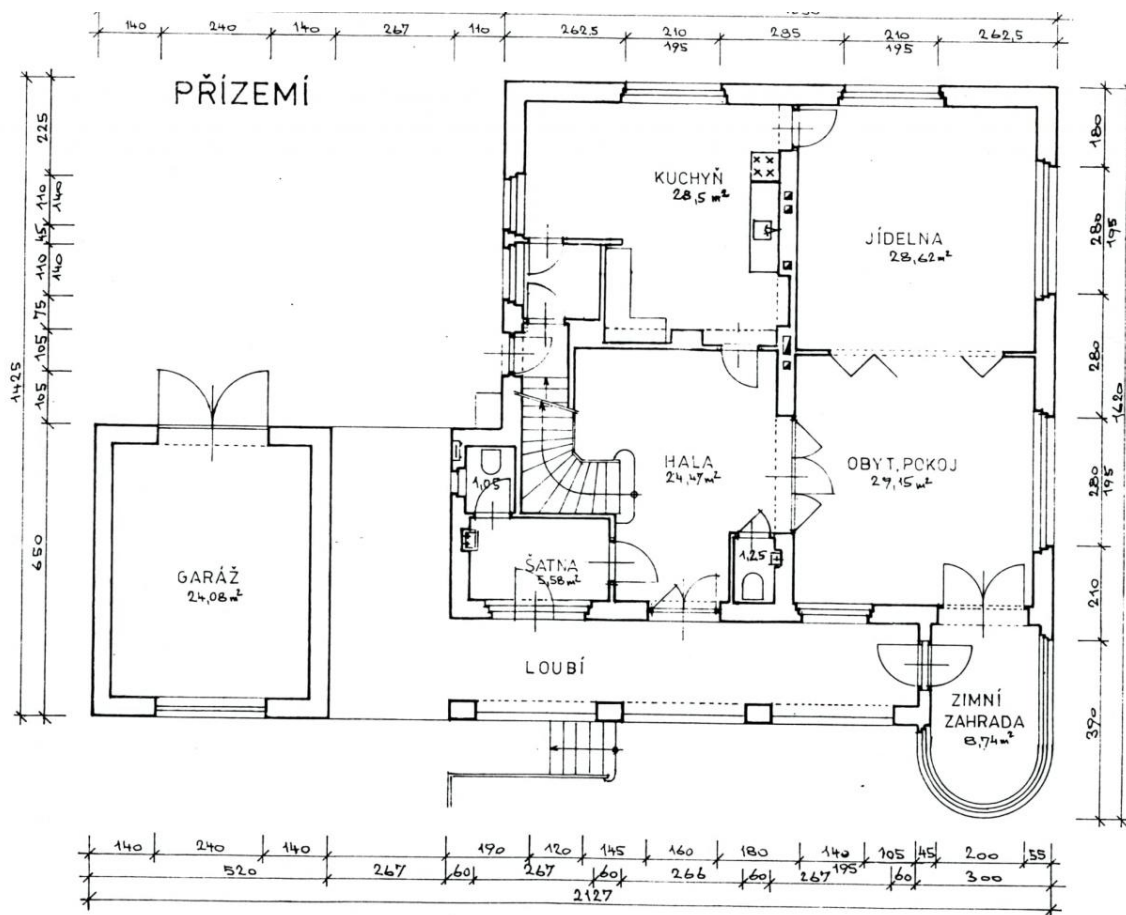 140 240 140 267 110 262,5 210 285 210 262,5
195 195
PŘÍZEMÍ
225
110
140
45
110
140
75
105
105
1425
650
180
280
195
280
1620
280
195
210
390
KUCHYŇ
28,5 m²
JÍDELNA
28,62 m²
HALA
24,47 m²
OBYT. POKOJ
29,15 m²
1,05
1,25
ŠATNA
5,58 m²
GARÁŽ
24,08 m²
LOUBÍ
ZIMNÍ
ZAHRADA
8,74 m²
140 240 140 190 120 145 160 180 140 105 45 200 55
195
520 267 60 267 60 266 60 267 60 300
2127